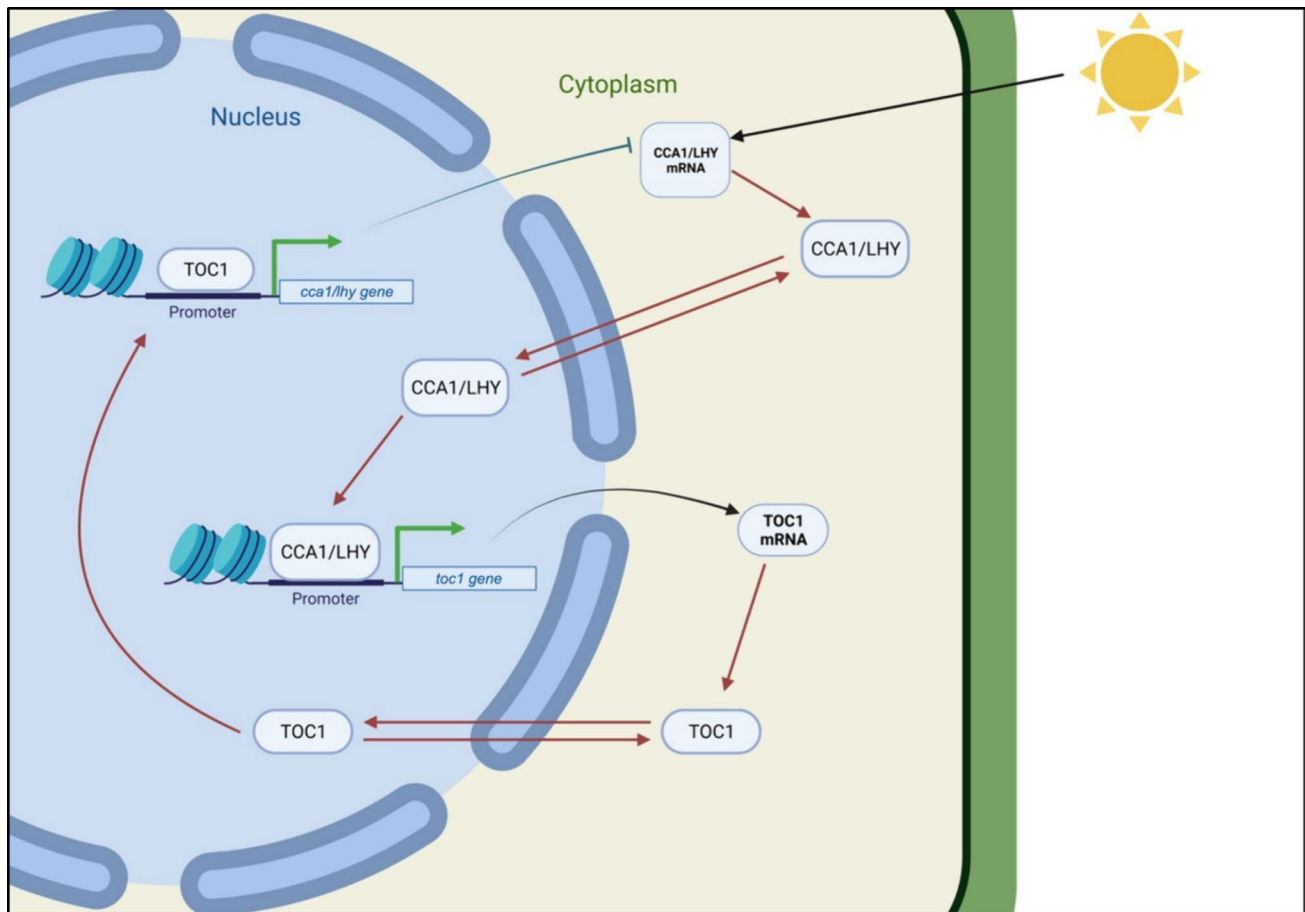 Cytoplasm
Nucleus
CCA1/LHY
mRNA
CCA1/LHY
TOC1
cca1/lhy gene
Promoter
CCA1/LHY
TOC1
mRNA
CCA1/LHY
toc1 gene
Promoter
TOC1
TOC1